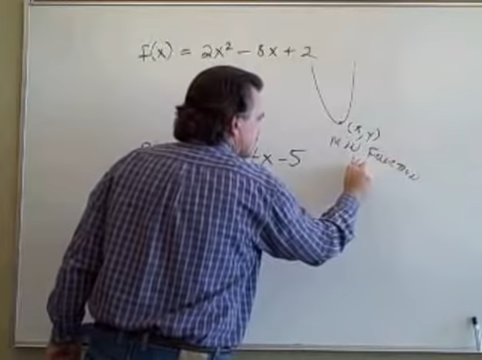 f(x) = 2x² - 8x + 2
(x, y)
MIN Function
x - 5